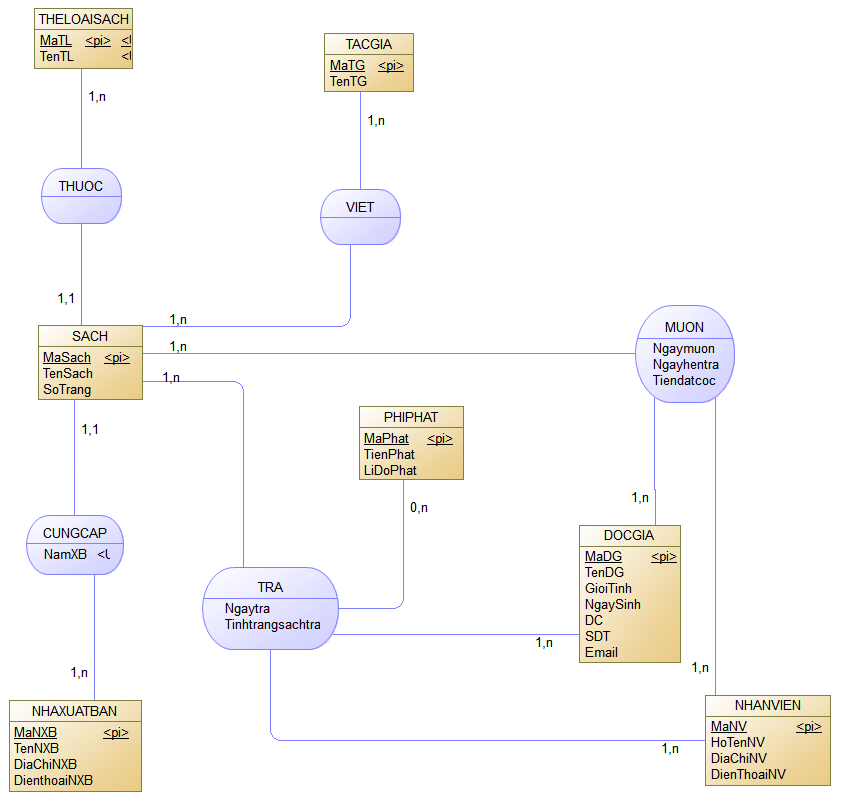 THELOAISACH
MaTL <pi>
TenTL
1,n
THUOC
1,1
TACGIA
MaTG <pi>
TenTG
1,n
VIET
1,n
SACH
MaSach <pi>
TenSach
SoTrang
1,n
MUON
Ngaymuon
Ngayhentra
Tiendatcoc
1,n
1,1
PHIPHAT
MaPhat <pi>
TienPhat
LiDoPhat
0,n
1,n
CUNGCAP
NamXB
DOCGIA
MaDG <pi>
TenDG
GioiTinh
NgaySinh
DC
SDT
Email
TRA
Ngaytra
Tinhtrangsachtra
1,n
1,n
1,n
NHAXUATBAN
MaNXB <pi>
TenNXB
DiaChiNXB
DienthoaiNXB
NHANVIEN
MaNV <pi>
HoTenNV
DiaChiNV
DienThoaiNV
1,n